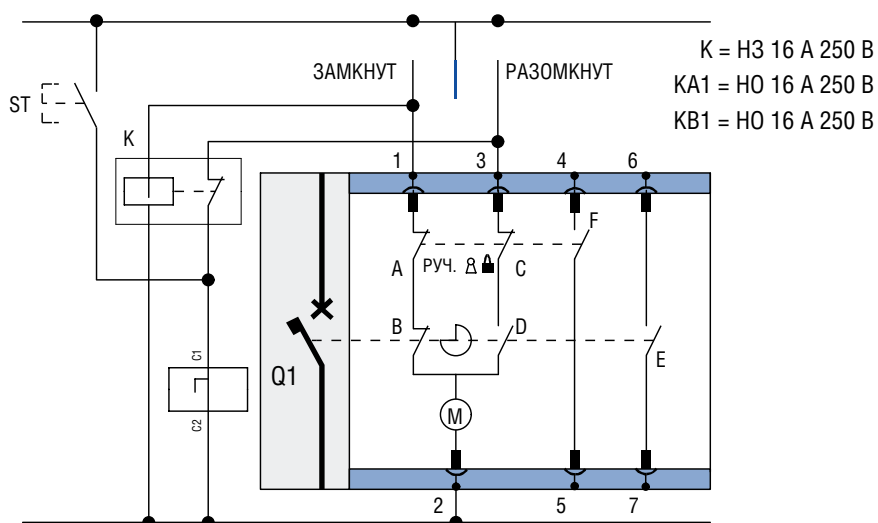 ЗАМКНУТ
РАЗОМКНУТ
K = НЗ 16 А 250 В
KA1 = НО 16 А 250 В
KB1 = НО 16 А 250 В
ST
K
1
3
4
6
F
A
РУЧ.
C
B
D
E
Q1
C1
C2
M
2
5
7